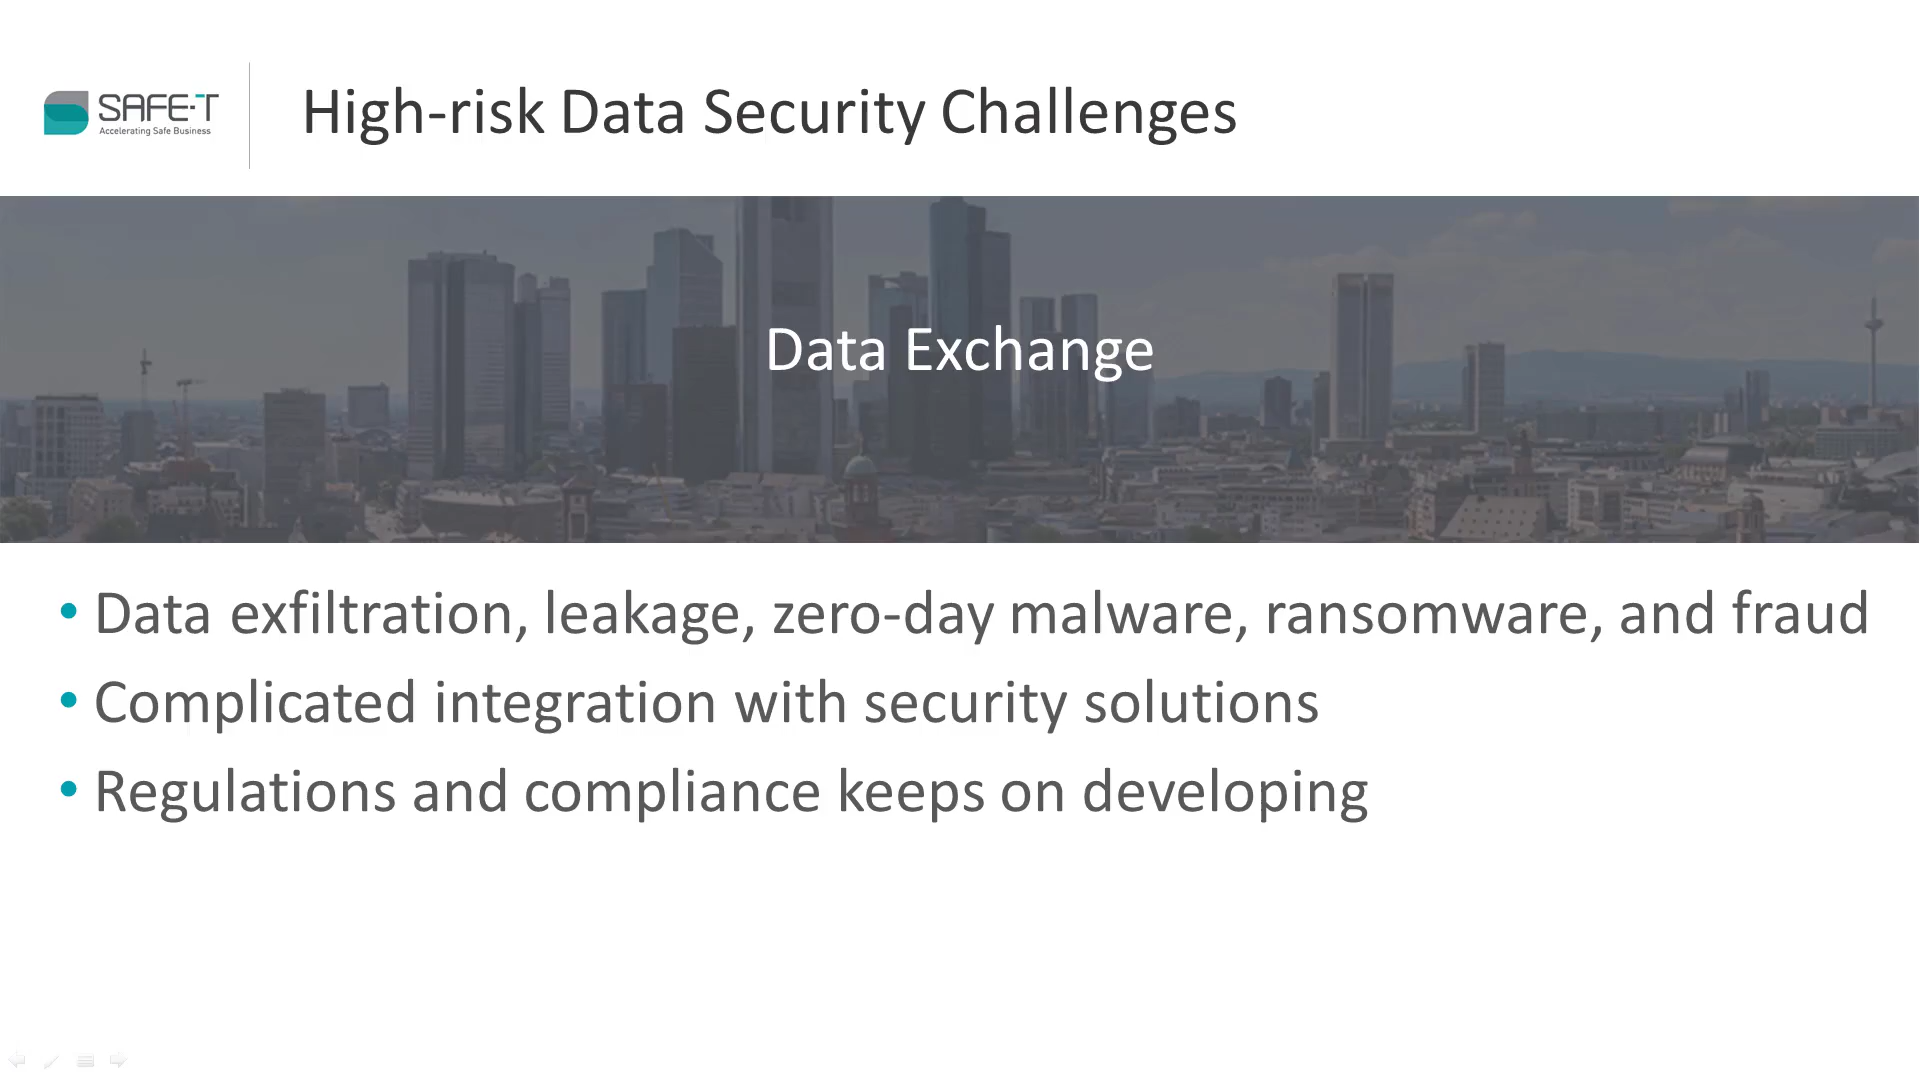 SAFE-T
Accelerating Safe Business
High-risk Data Security Challenges
Data Exchange
• Data exfiltration, leakage, zero-day malware, ransomware, and fraud
• Complicated integration with security solutions
• Regulations and compliance keeps on developing